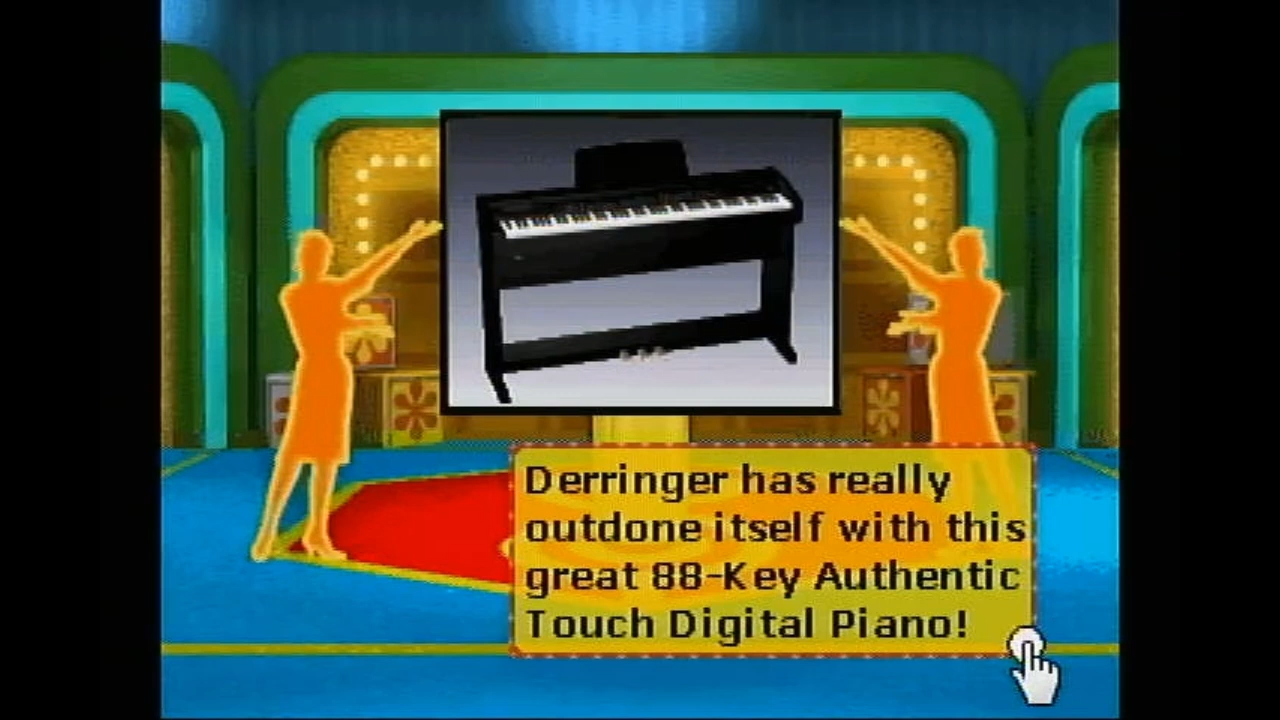 Derringer has really
outdone itself with this
great 88-Key Authentic
Touch Digital Piano!